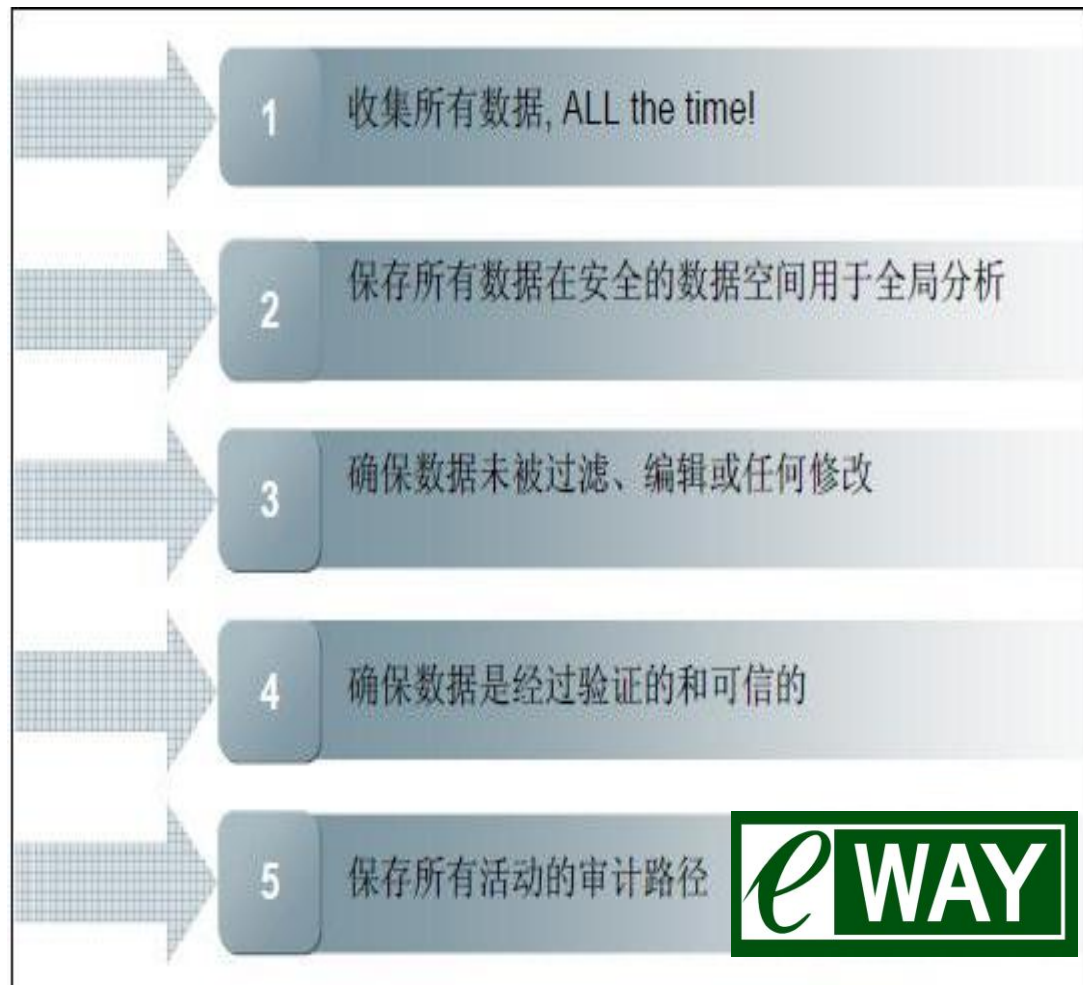 1
收集所有数据, ALL the time!
2
保存所有数据在安全的数据空间用于全局分析
3
确保数据未被过滤、编辑或任何修改
4
确保数据是经过验证的和可信的
5
保存所有活动的审计路径
e WAY